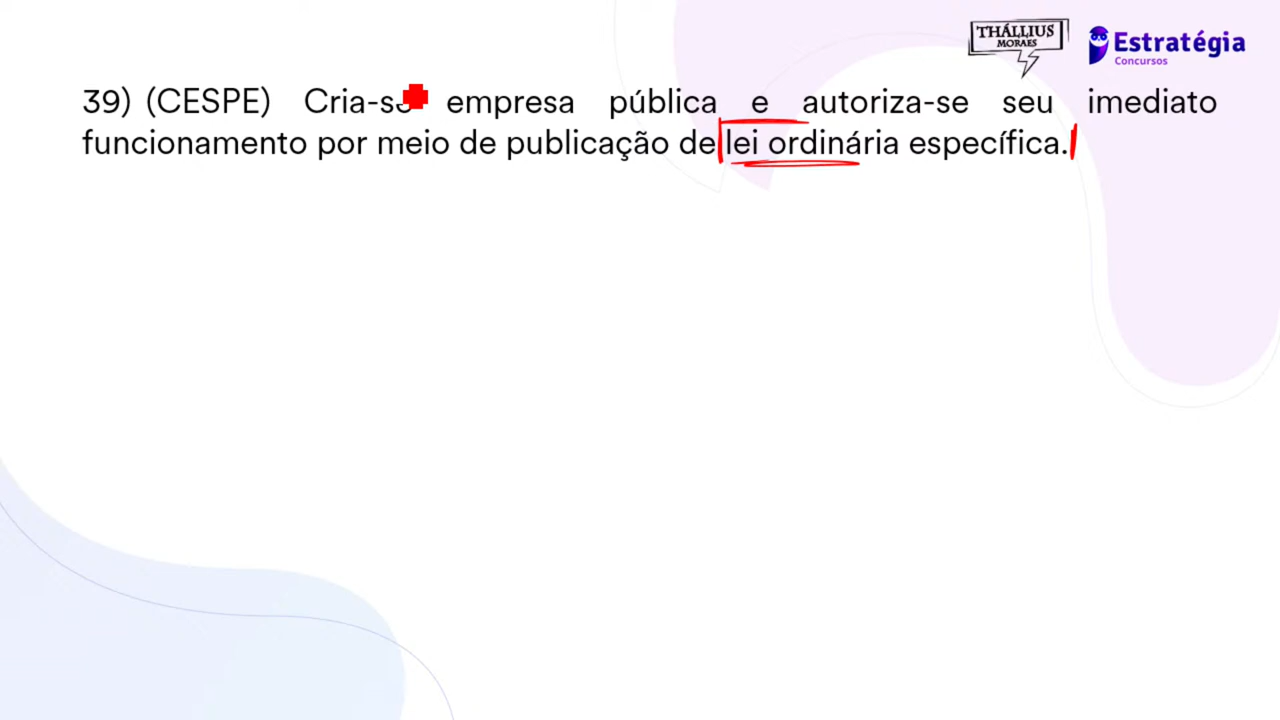 THÁLLIUS
MORAES
Estratégia
Concursos
39) (CESPE) Cria-se empresa pública e autoriza-se seu imediato
funcionamento por meio de publicação de lei ordinária específica.